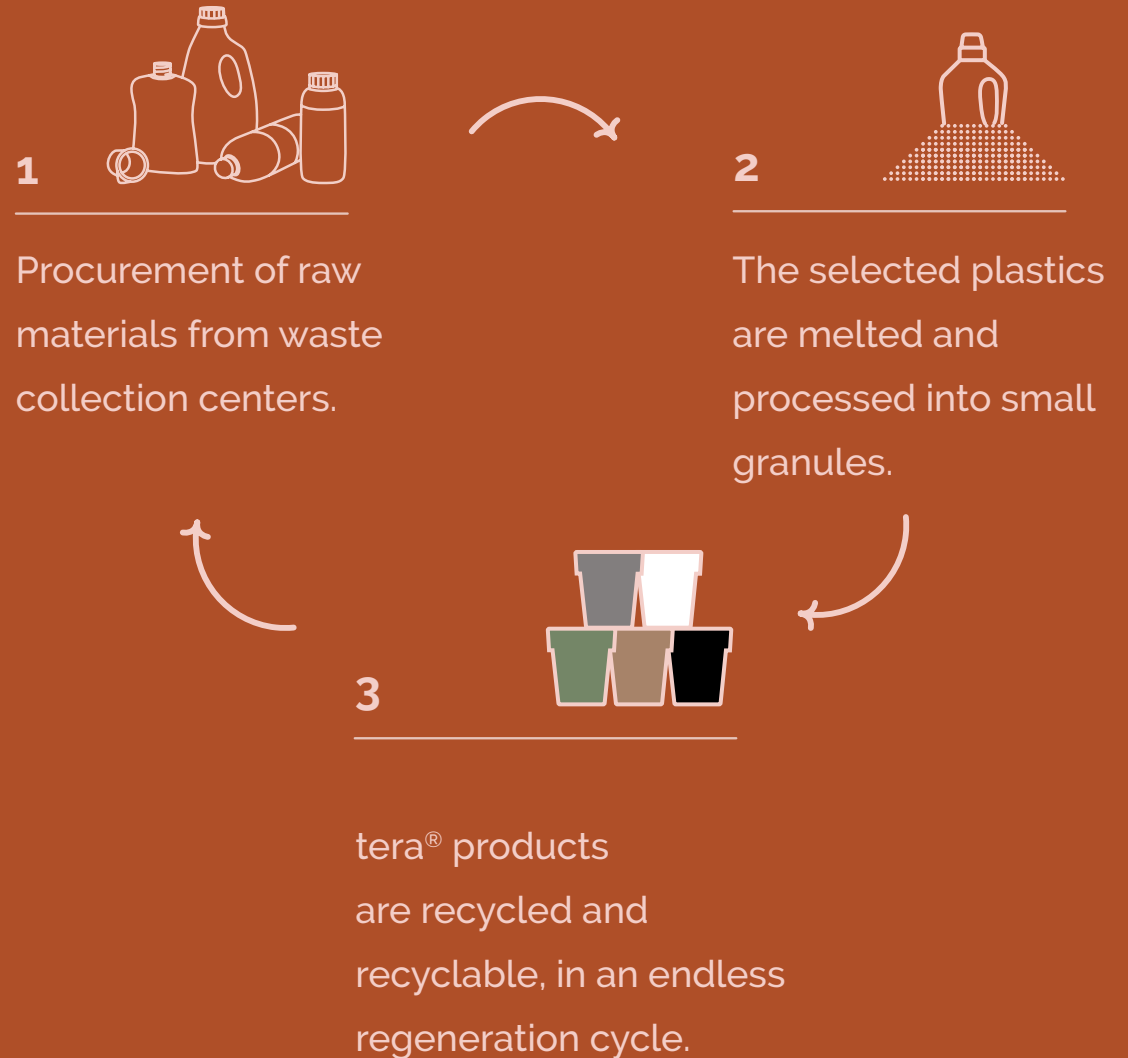 1
Procurement of raw
materials from waste
collection centers.
2
The selected plastics
are melted and
processed into small
granules.
3
tera® products
are recycled and
recyclable, in an endless
regeneration cycle.